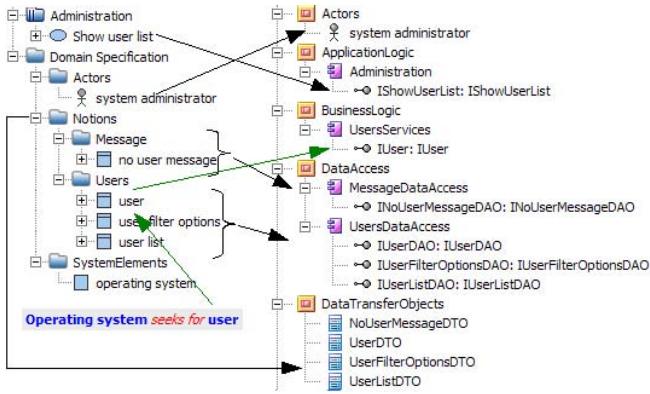 Administration
Show user list
Domain Specification
Actors
system administrator
Notions
Message
no user message
Users
user
user filter options
user list
SystemElements
operating system
Operating system seeks for user
Actors
system administrator
ApplicationLogic
Administration
IShowUserList: IShowUserList
BusinessLogic
UsersServices
IUser: IUser
DataAccess
MessageDataAccess
INoUserMessageDAO: INoUserMessageDAO
UsersDataAccess
IUserDAO: IUserDAO
IUserFilterOptionsDAO: IUserFilterOptionsDAO
IUserListDAO: IUserListDAO
DataTransferObjects
NoUserMessageDTO
UserDTO
UserFilterOptionsDTO
UserListDTO